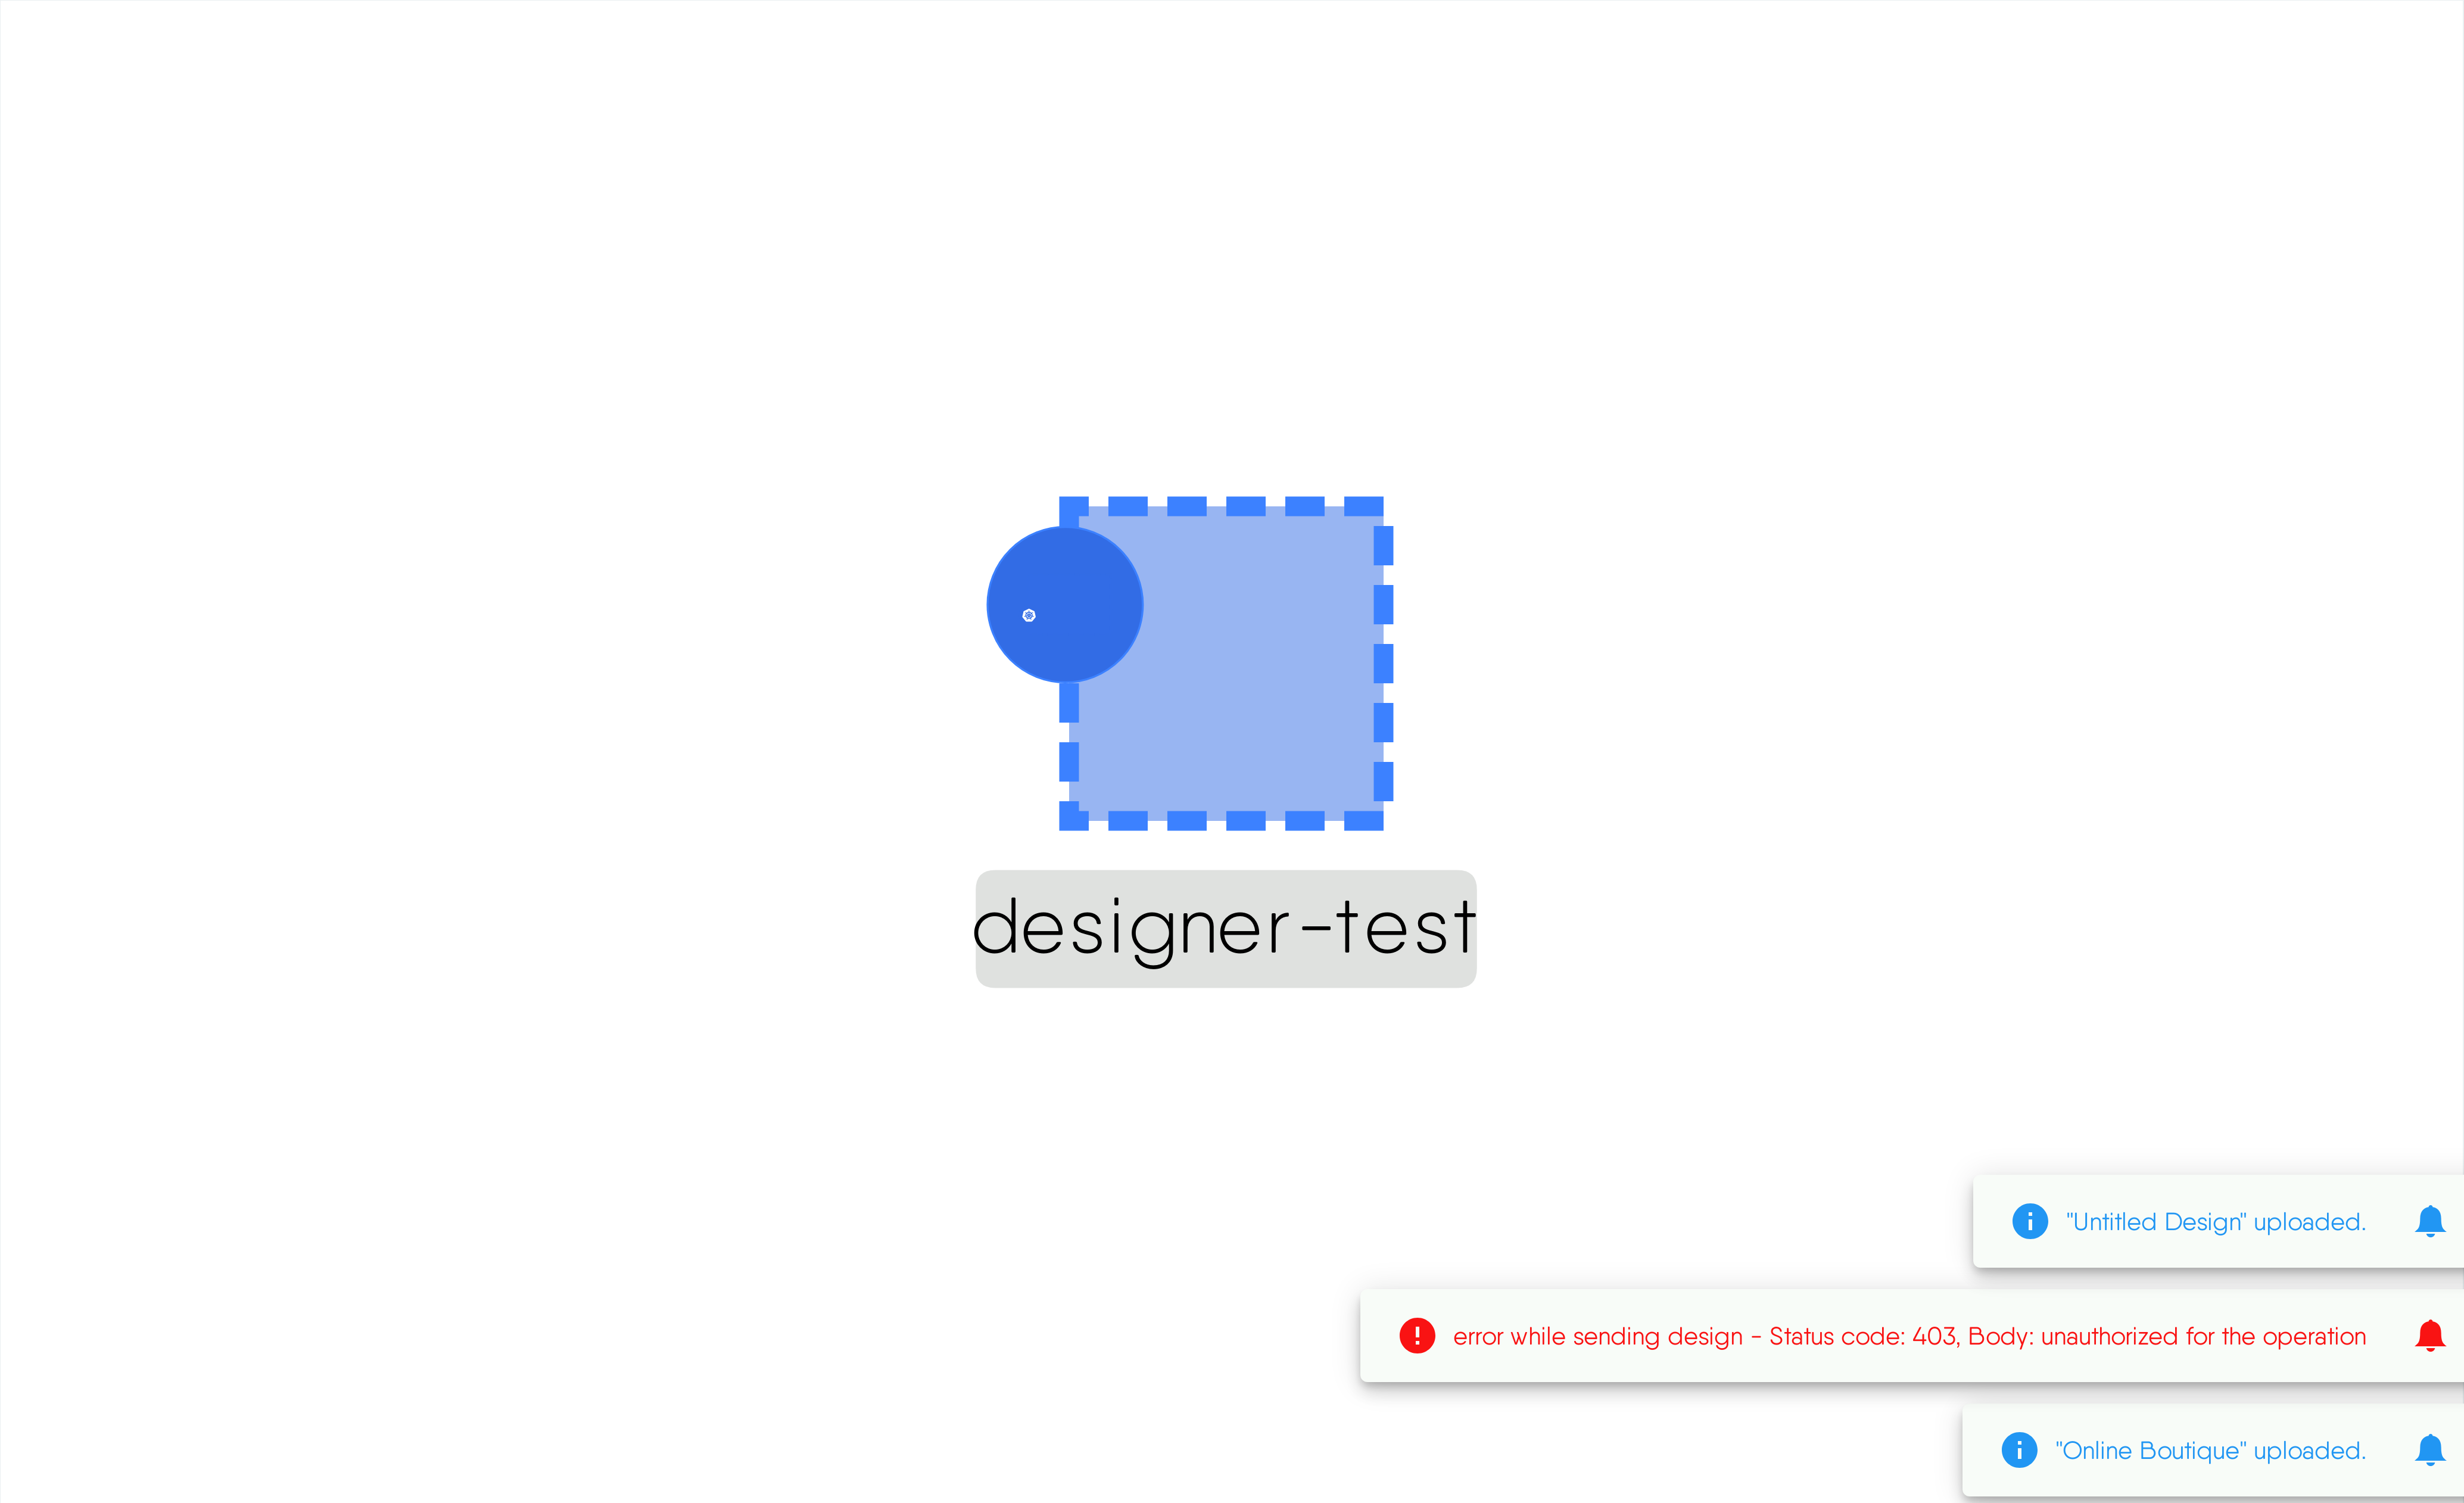 designer-test
"Untitled Design" uploaded.
error while sending design - Status code: 403, Body: unauthorized for the operation
"Online Boutique" uploaded.